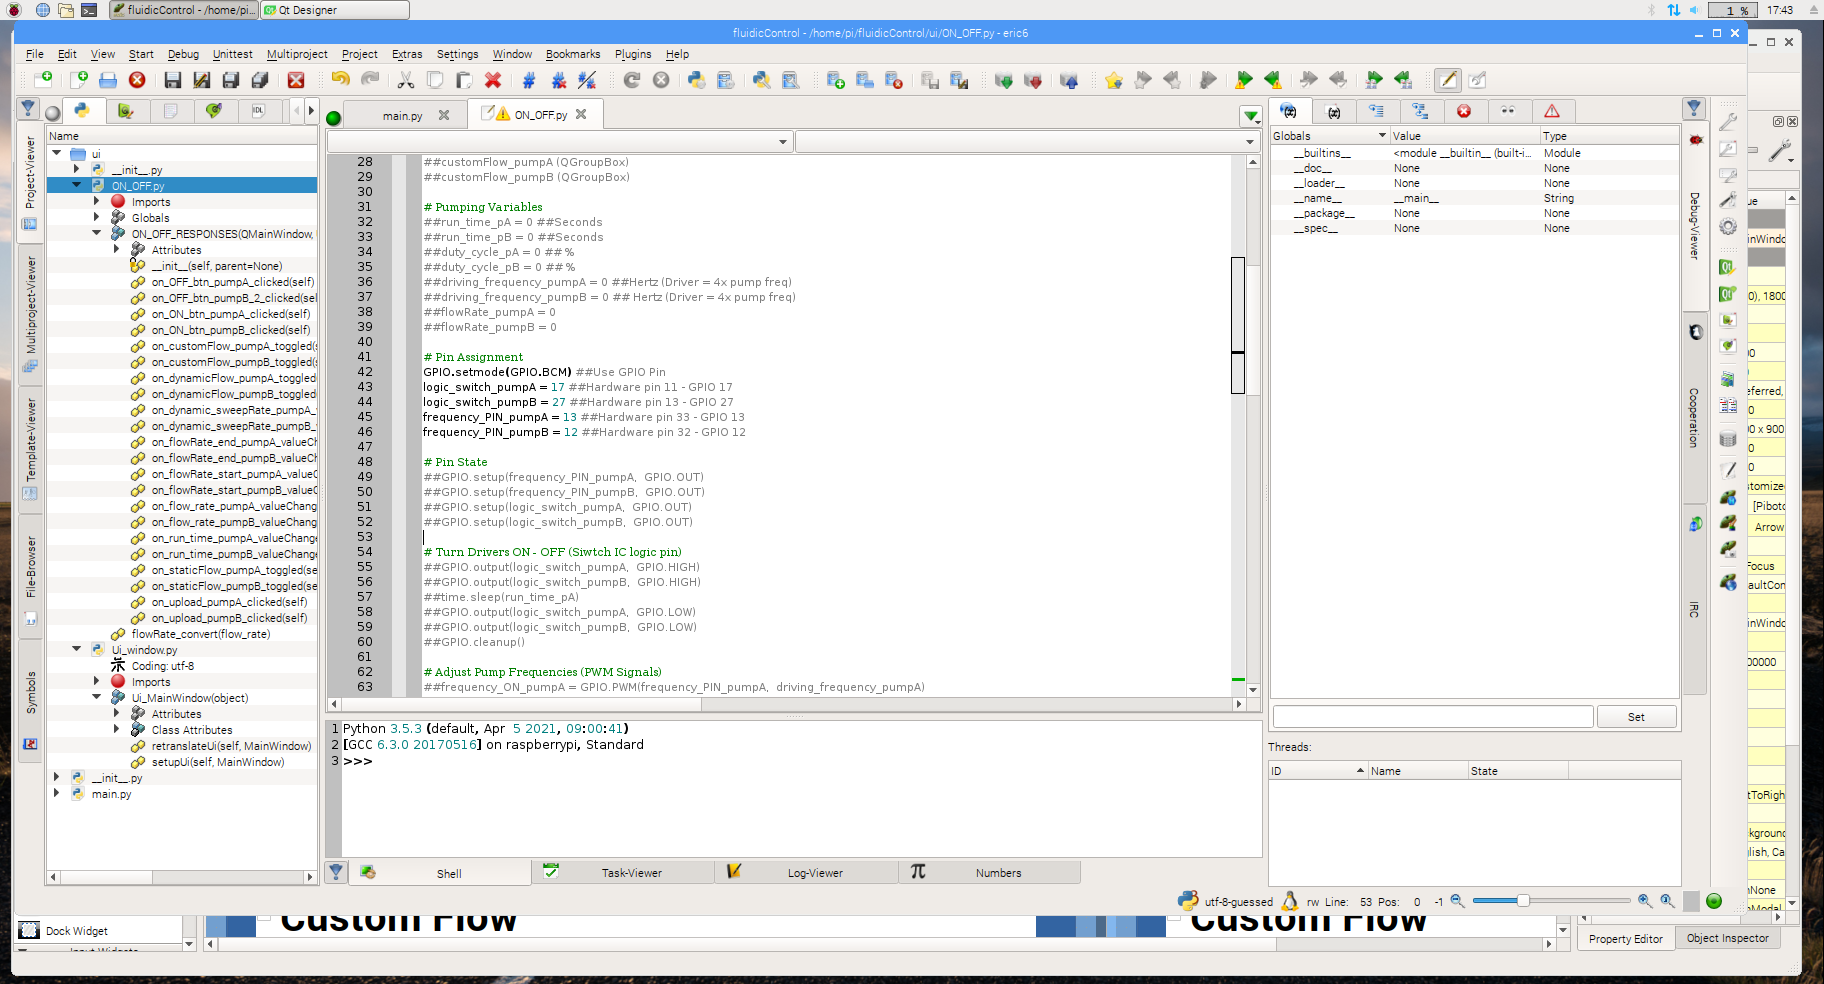 fluidicControl - /home/pi...
Qt Designer
1 %
17:43
fluidicControl - /home/pi/fluidicControl/ui/ON_OFF.py - eric6
File Edit View Start Debug Unittest Multiproject Project Extras Settings Window Bookmarks Plugins Help
IDL
main.py
ON_OFF.py
Project-Viewer
Multiproject-Viewer
Template-Viewer
File-Browser
Symbols
Name
ui
__init__.py
ON_OFF.py
Imports
Globals
ON_OFF_RESPONSES(QMainWindow,
Attributes
__init__(self, parent=None)
on_OFF_btn_pumpA_clicked(self)
on_OFF_btn_pumpB_2_clicked(sel
on_ON_btn_pumpA_clicked(self)
on_ON_btn_pumpB_clicked(self)
on_customFlow_pumpA_toggled(s
on_customFlow_pumpB_toggled(s
on_dynamicFlow_pumpA_toggled(
on_dynamicFlow_pumpB_toggled(
on_dynamic_sweepRate_pumpA_
on_dynamic_sweepRate_pumpB_
on_flowRate_end_pumpA_valueCh
on_flowRate_end_pumpB_valueCh
on_flowRate_start_pumpA_valueC
on_flowRate_start_pumpB_valueC
on_flow_rate_pumpA_valueChang
on_flow_rate_pumpB_valueChang
on_run_time_pumpA_valueChange
on_run_time_pumpB_valueChange
on_staticFlow_pumpA_toggled(se
on_staticFlow_pumpB_toggled(se
on_upload_pumpA_clicked(self)
on_upload_pumpB_clicked(self)
flowRate_convert(flow_rate)
Ui_window.py
Coding: utf-8
Imports
Ui_MainWindow(object)
Attributes
Class Attributes
retranslateUi(self, MainWindow)
setupUi(self, MainWindow)
__init__.py
main.py
28 ##customFlow_pumpA (QGroupBox)
29 ##customFlow_pumpB (QGroupBox)
30
31 # Pumping Variables
32 ##run_time_pA = 0 ##Seconds
33 ##run_time_pB = 0 ##Seconds
34 ##duty_cycle_pA = 0 ## %
35 ##duty_cycle_pB = 0 ## %
36 ##driving_frequency_pumpA = 0 ##Hertz (Driver = 4x pump freq)
37 ##driving_frequency_pumpB = 0 ## Hertz (Driver = 4x pump freq)
38 ##flowRate_pumpA = 0
39 ##flowRate_pumpB = 0
40
41 # Pin Assignment
42 GPIO.setmode(GPIO.BCM) ##Use GPIO Pin
43 logic_switch_pumpA = 17 ##Hardware pin 11 - GPIO 17
44 logic_switch_pumpB = 27 ##Hardware pin 13 - GPIO 27
45 frequency_PIN_pumpA = 13 ##Hardware pin 33 - GPIO 13
46 frequency_PIN_pumpB = 12 ##Hardware pin 32 - GPIO 12
47
48 # Pin State
49 ##GPIO.setup(frequency_PIN_pumpA, GPIO.OUT)
50 ##GPIO.setup(frequency_PIN_pumpB, GPIO.OUT)
51 ##GPIO.setup(logic_switch_pumpA, GPIO.OUT)
52 ##GPIO.setup(logic_switch_pumpB, GPIO.OUT)
53
54 # Turn Drivers ON - OFF (Siwtch IC logic pin)
55 ##GPIO.output(logic_switch_pumpA, GPIO.HIGH)
56 ##GPIO.output(logic_switch_pumpB, GPIO.HIGH)
57 ##time.sleep(run_time_pA)
58 ##GPIO.output(logic_switch_pumpA, GPIO.LOW)
59 ##GPIO.output(logic_switch_pumpB, GPIO.LOW)
60 ##GPIO.cleanup()
61
62 # Adjust Pump Frequencies (PWM Signals)
63 ##frequency_ON_pumpA = GPIO.PWM(frequency_PIN_pumpA, driving_frequency_pumpA)
1 Python 3.5.3 (default, Apr 5 2021, 09:00:41)
2 [GCC 6.3.0 20170516] on raspberrypi, Standard
3 >>>
Shell
Task-Viewer
Log-Viewer
Numbers
Globals Value Type
__builtins__ <module __builtin__ (built-i... Module
__doc__ None None
__loader__ None None
__name__ __main__ String
__package__ None None
__spec__ None None
Set
Threads:
ID Name State
Debug-Viewer
Cooperation
IRC
ue
inWindo
0), 1800
00
eferred,
0
00 x 900
0
0
stomize
[Piboto
Arrow
Focus
aultCon
inWindo
00000
tToRigh
kground
lish, Ca
nNone
nModal
utf-8-guessed rw Line: 53 Pos: 0 -1
Dock Widget
Input Widgets
Custom Flow
Custom Flow
Property Editor
Object Inspector